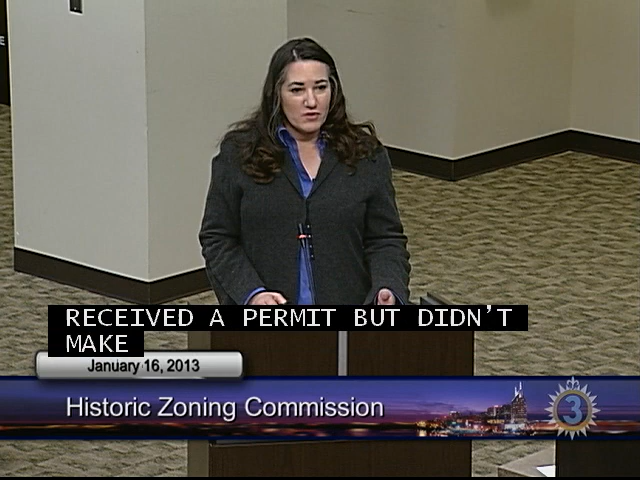 RECEIVED A PERMIT BUT DIDN'T
MAKE
January 16, 2013
Historic Zoning Commission
3